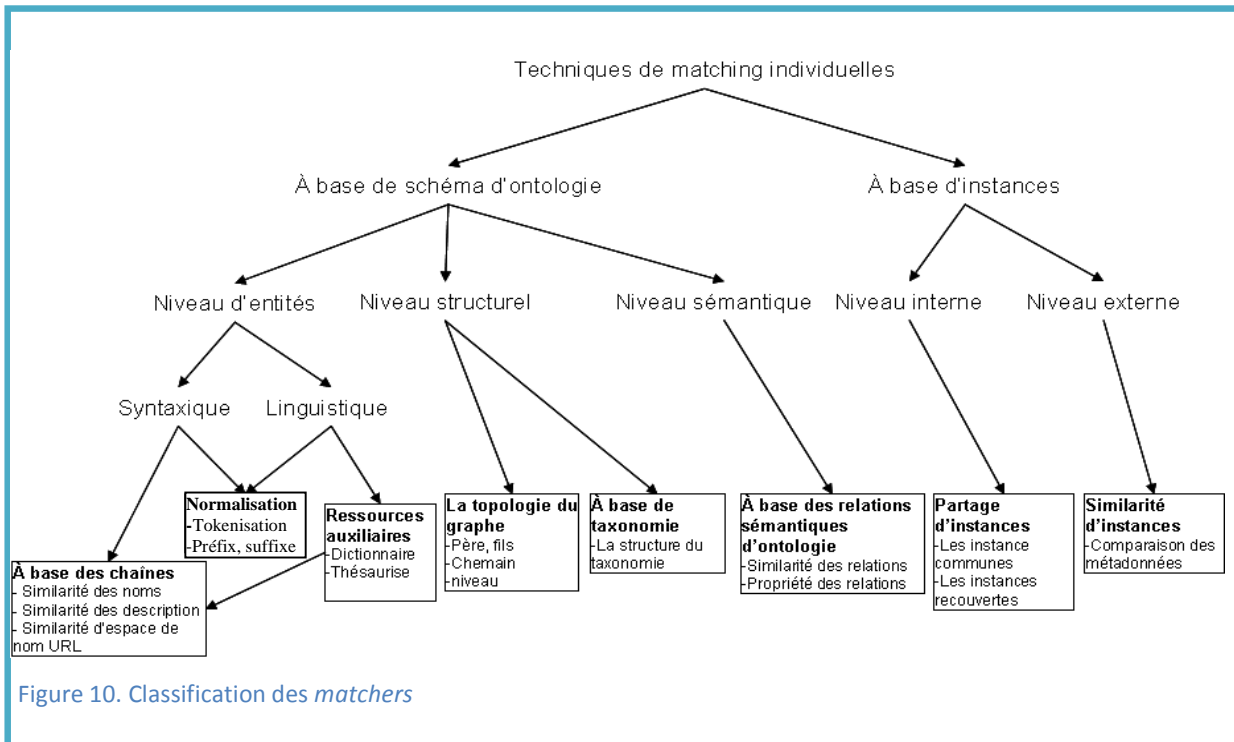 Techniques de matching individuelles
À base de schéma d'ontologie
À base d'instances
Niveau d'entités
Niveau structurel
Niveau sémantique
Niveau interne
Niveau externe
Syntaxique
Linguistique
À base des chaînes
- Similarité des noms
- Similarité des description
- Similarité d'espace de
nom URL
Normalisation
-Tokenisation
-Préfix, suffixe
Ressources
auxiliaires
-Dictionnaire
-Thésaurise
La topologie du
graphe
-Père, fils
-Chemain
-niveau
À base de
taxonomie
-La structure du
taxonomie
À base des relations
sémantiques
d'ontologie
-Similarité des relations
-Propriété des relations
Partage
d'instances
-Les instance
communes
-Les instances
recouvertes
Similarité
d'instances
-Comparaison des
métadonnées
Figure 10. Classification des matchers